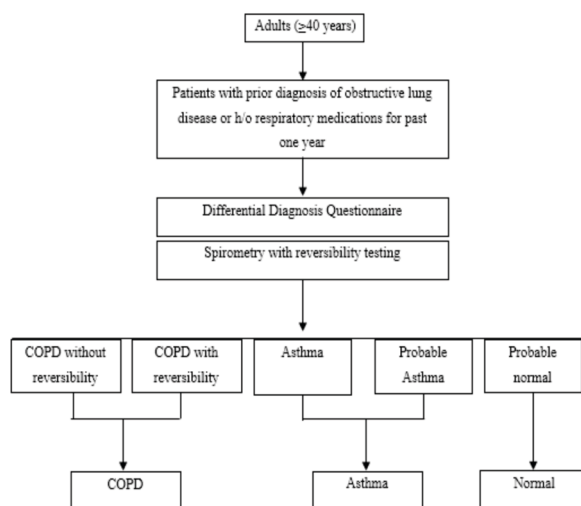 Adults (≥40 years)
Patients with prior diagnosis of obstructive lung
disease or h/o respiratory medications for past
one year
Differential Diagnosis Questionnaire
Spirometry with reversibility testing
COPD without
reversibility
COPD with
reversibility
Asthma
Probable
Asthma
Probable
normal
COPD
Asthma
Normal